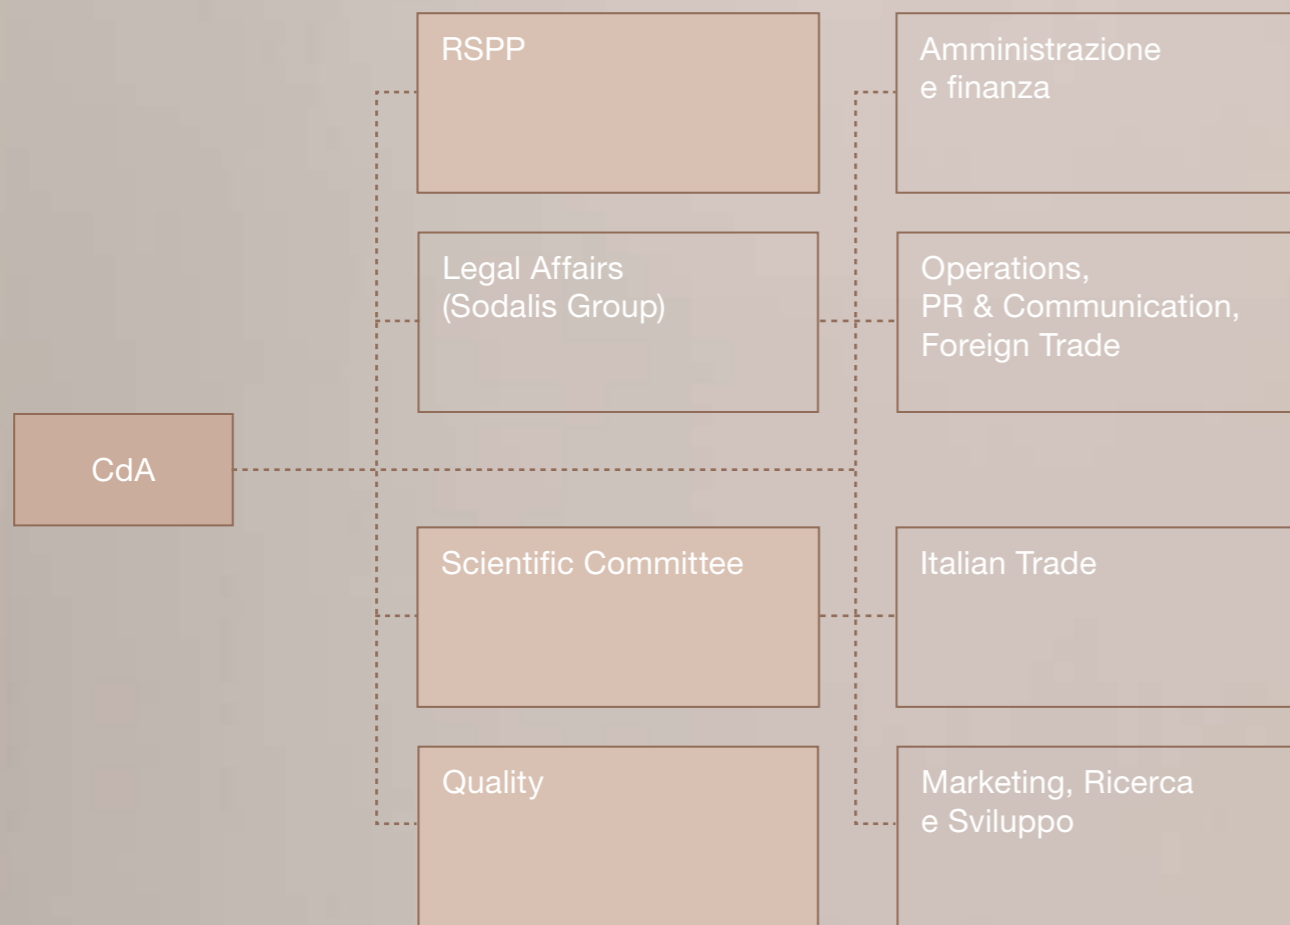 CdA
RSPP
Legal Affairs
(Sodalis Group)
Scientific Committee
Quality
Amministrazione
e finanza
Operations,
PR & Communication,
Foreign Trade
Italian Trade
Marketing, Ricerca
e Sviluppo